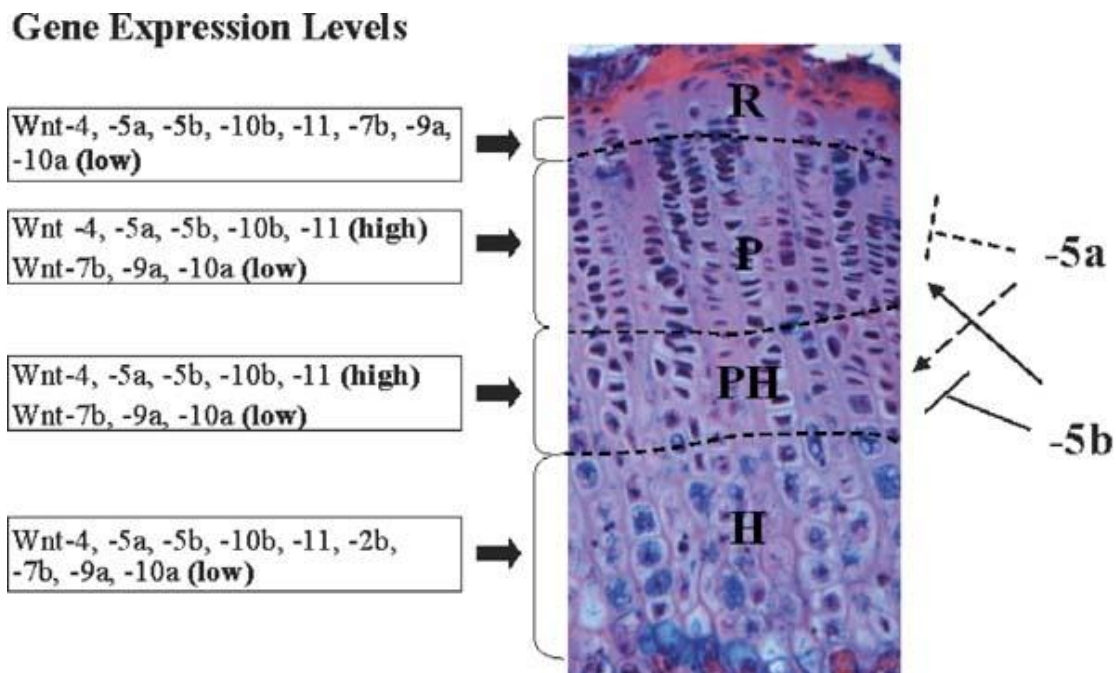 Gene Expression Levels
Wnt-4, -5a, -5b, -10b, -11, -7b, -9a,
-10a (low)
Wnt -4, -5a, -5b, -10b, -11 (high)
Wnt-7b, -9a, -10a (low)
Wnt-4, -5a, -5b, -10b, -11 (high)
Wnt-7b, -9a, -10a (low)
Wnt-4, -5a, -5b, -10b, -11, -2b,
-7b, -9a, -10a (low)
R
P
PH
H
-5a
-5b